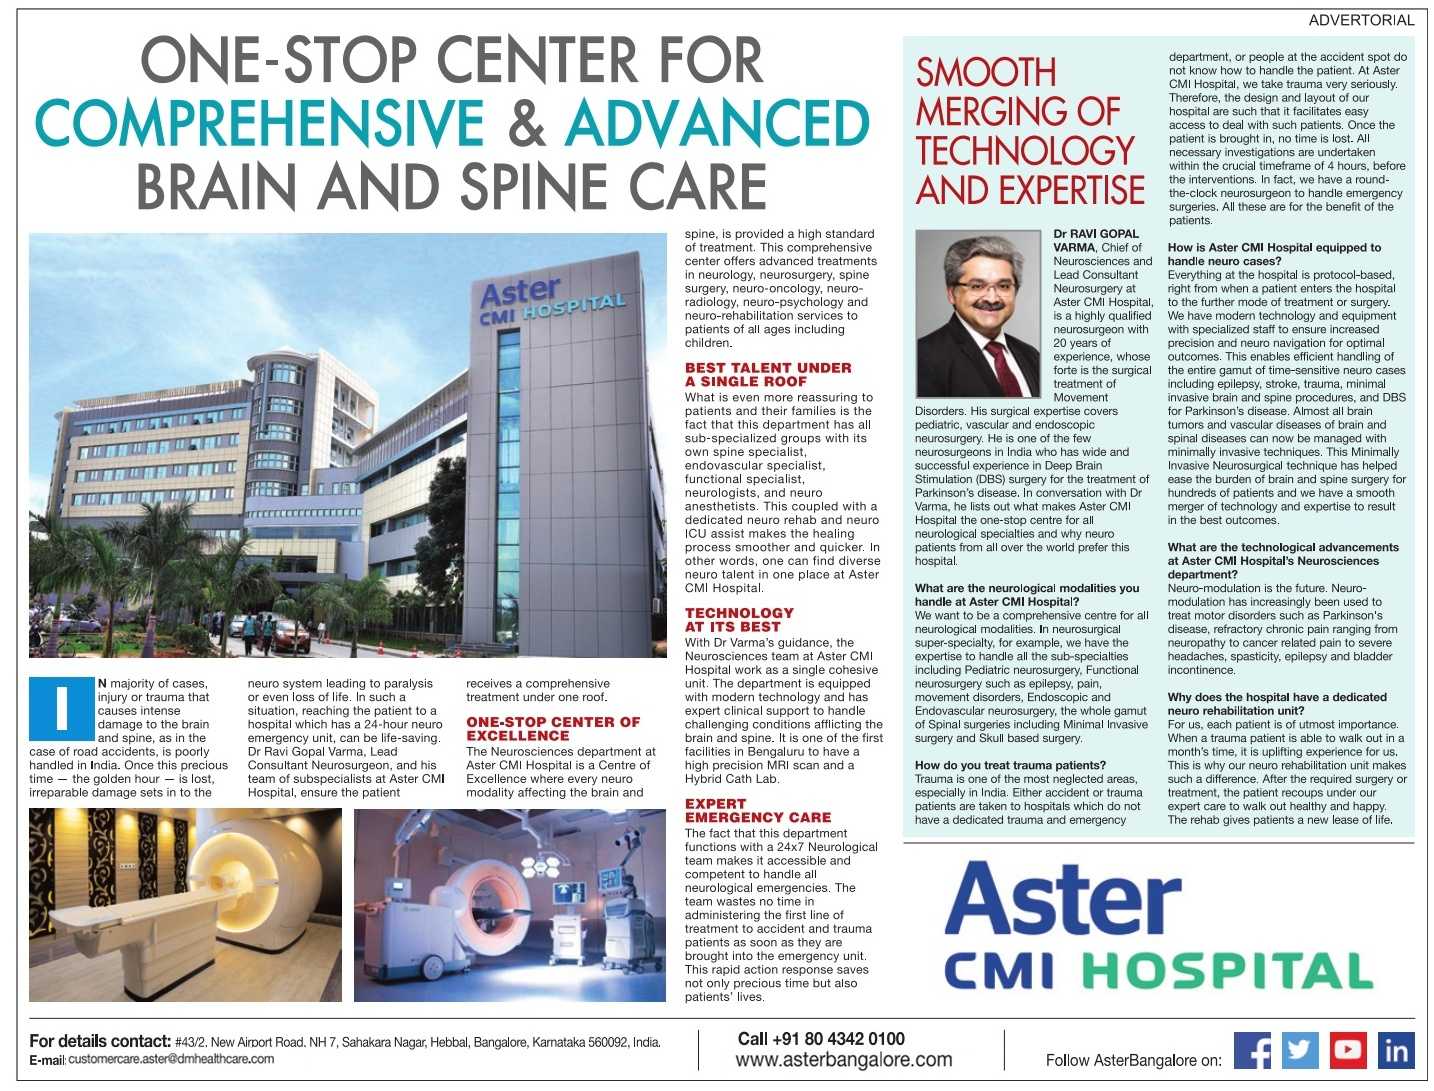 ADVERTORIAL
ONE-STOP CENTER FOR
COMPREHENSIVE & ADVANCED
BRAIN AND SPINE CARE
Aster
CMI HOSPITAL
IN majority of cases,
injury or trauma that
causes intense
damage to the brain
and spine, as in the
case of road accidents, is poorly
handled in India. Once this precious
time — the golden hour — is lost,
irreparable damage sets in to the
neuro system leading to paralysis
or even loss of life. In such a
situation, reaching the patient to a
hospital which has a 24-hour neuro
emergency unit, can be life-saving.
Dr Ravi Gopal Varma, Lead
Consultant Neurosurgeon, and his
team of subspecialists at Aster CMI
Hospital, ensure the patient
receives a comprehensive
treatment under one roof.
ONE-STOP CENTER OF
EXCELLENCE
The Neurosciences department at
Aster CMI Hospital is a Centre of
Excellence where every neuro
modality affecting the brain and
spine, is provided a high standard
of treatment. This comprehensive
center offers advanced treatments
in neurology, neurosurgery, spine
surgery, neuro-oncology, neuro-
radiology, neuro-psychology and
neuro-rehabilitation services to
patients of all ages including
children.
BEST TALENT UNDER
A SINGLE ROOF
What is even more reassuring to
patients and their families is the
fact that this department has all
sub-specialized groups with its
own spine specialist,
endovascular specialist,
functional specialist,
neurologists, and neuro
anesthetists. This coupled with a
dedicated neuro rehab and neuro
ICU assist makes the healing
process smoother and quicker. In
other words, one can find diverse
neuro talent in one place at Aster
CMI Hospital.
TECHNOLOGY
AT ITS BEST
With Dr Varma's guidance, the
Neurosciences team at Aster CMI
Hospital work as a single cohesive
unit. The department is equipped
with modern technology and has
expert clinical support to handle
challenging conditions afflicting the
brain and spine. It is one of the first
facilities in Bengaluru to have a
high precision MRI scan and a
Hybrid Cath Lab.
EXPERT
EMERGENCY CARE
The fact that this department
functions with a 24x7 Neurological
team makes it accessible and
competent to handle all
neurological emergencies. The
team wastes no time in
administering the first line of
treatment to accident and trauma
patients as soon as they are
brought into the emergency unit.
This rapid action response saves
not only precious time but also
patients' lives.
SMOOTH
MERGING OF
TECHNOLOGY
AND EXPERTISE
Dr RAVI GOPAL
VARMA, Chief of
Neurosciences and
Lead Consultant
Neurosurgery at
Aster CMI Hospital,
is a highly qualified
neurosurgeon with
20 years of
experience, whose
forte is the surgical
treatment of
Movement
Disorders. His surgical expertise covers
pediatric, vascular and endoscopic
neurosurgery. He is one of the few
neurosurgeons in India who has wide and
successful experience in Deep Brain
Stimulation (DBS) surgery for the treatment of
Parkinson's disease. In conversation with Dr
Varma, he lists out what makes Aster CMI
Hospital the one-stop centre for all
neurological specialties and why neuro
patients from all over the world prefer this
hospital.
What are the neurological modalities you
handle at Aster CMI Hospital?
We want to be a comprehensive centre for all
neurological modalities. In neurosurgical
super-specialty, for example, we have the
expertise to handle all the sub-specialties
including Pediatric neurosurgery, Functional
neurosurgery such as epilepsy, pain,
movement disorders, Endoscopic and
Endovascular neurosurgery, the whole gamut
of Spinal surgeries including Minimal Invasive
surgery and Skull based surgery.
How do you treat trauma patients?
Trauma is one of the most neglected areas,
especially in India. Either accident or trauma
patients are taken to hospitals which do not
have a dedicated trauma and emergency
department, or people at the accident spot do
not know how to handle the patient. At Aster
CMI Hospital, we take trauma very seriously.
Therefore, the design and layout of our
hospital are such that it facilitates easy
access to deal with such patients. Once the
patient is brought in, no time is lost. All
necessary investigations are undertaken
within the crucial timeframe of 4 hours, before
the interventions. In fact, we have a round-
the-clock neurosurgeon to handle emergency
surgeries. All these are for the benefit of the
patients.
How is Aster CMI Hospital equipped to
handle neuro cases?
Everything at the hospital is protocol-based,
right from when a patient enters the hospital
to the further mode of treatment or surgery.
We have modern technology and equipment
with specialized staff to ensure increased
precision and neuro navigation for optimal
outcomes. This enables efficient handling of
the entire gamut of time-sensitive neuro cases
including epilepsy, stroke, trauma, minimal
invasive brain and spine procedures, and DBS
for Parkinson's disease. Almost all brain
tumors and vascular diseases of brain and
spinal diseases can now be managed with
minimally invasive techniques. This Minimally
Invasive Neurosurgical technique has helped
ease the burden of brain and spine surgery for
hundreds of patients and we have a smooth
merger of technology and expertise to result
in the best outcomes.
What are the technological advancements
at Aster CMI Hospital's Neurosciences
department?
Neuro-modulation is the future. Neuro-
modulation has increasingly been used to
treat motor disorders such as Parkinson's
disease, refractory chronic pain ranging from
neuropathy to cancer related pain to severe
headaches, spasticity, epilepsy and bladder
incontinence.
Why does the hospital have a dedicated
neuro rehabilitation unit?
For us, each patient is of utmost importance.
When a trauma patient is able to walk out in a
month's time, it is uplifting experience for us.
This is why our neuro rehabilitation unit makes
such a difference. After the required surgery or
treatment, the patient recoups under our
expert care to walk out healthy and happy.
The rehab gives patients a new lease of life.
Aster
CMI HOSPITAL
For details contact: #43/2. New Airport Road. NH 7, Sahakara Nagar, Hebbal, Bangalore, Karnataka 560092, India.
E-mail: customercare.aster@dmhealthcare.com
Call +91 80 4342 0100
www.asterbangalore.com
Follow AsterBangalore on: